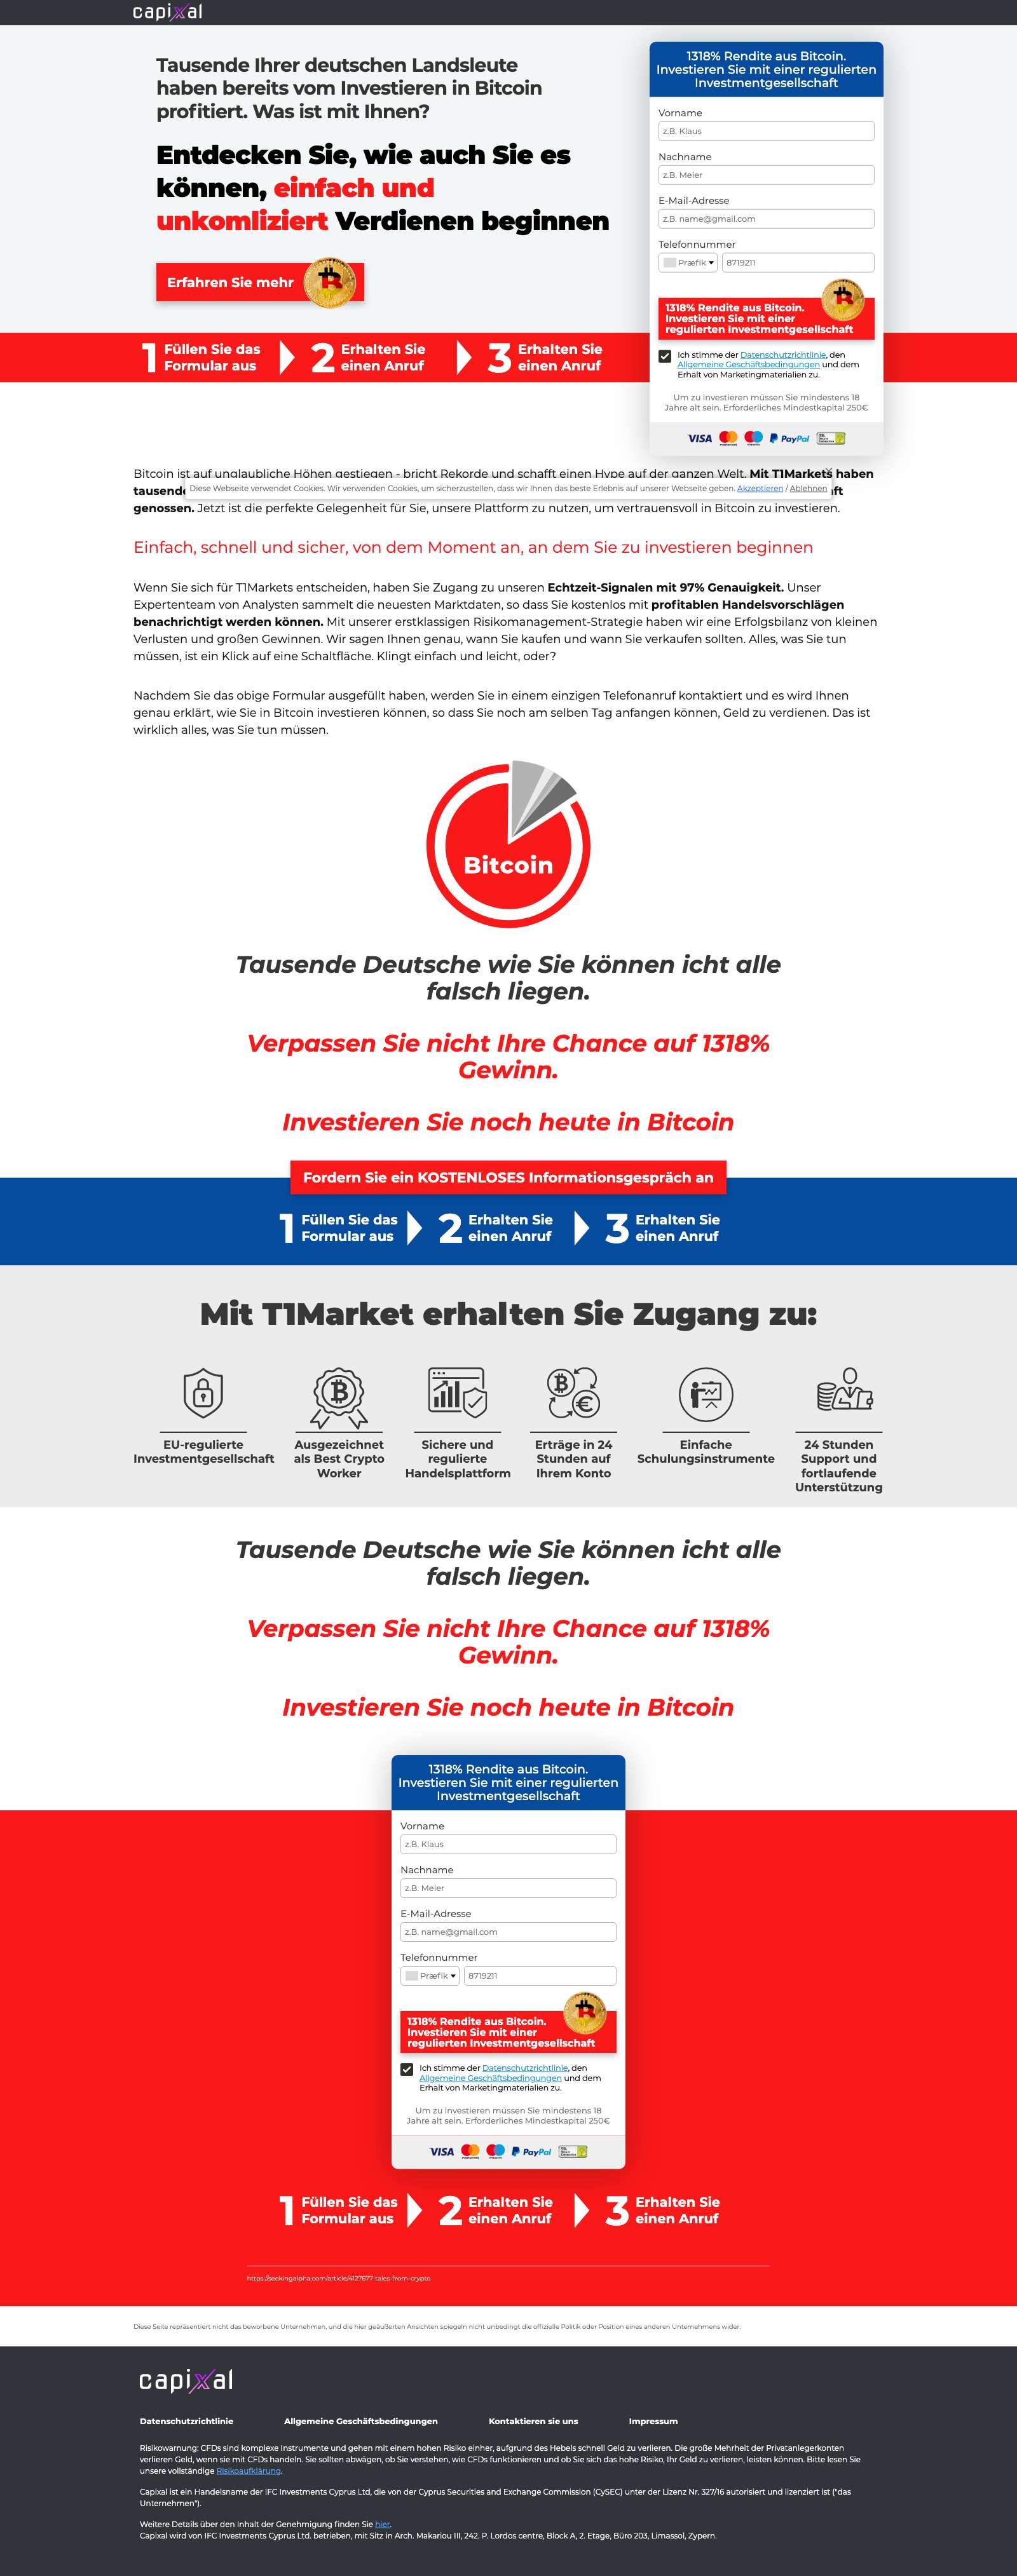 capixal
Tausende Ihrer deutschen Landsleute
haben bereits vom Investieren in Bitcoin
profitiert. Was ist mit Ihnen?
Entdecken Sie, wie auch Sie es
können, einfach und
unkomliziert Verdienen beginnen
Erfahren Sie mehr
1318% Rendite aus Bitcoin.
Investieren Sie mit einer regulierten
Investmentgesellschaft
Vorname
z.B. Klaus
Nachname
z.B. Meier
E-Mail-Adresse
z.B. name@gmail.com
Telefonnummer
Præfik 8719211
1318% Rendite aus Bitcoin.
Investieren Sie mit einer
regulierten Investmentgesellschaft
Ich stimme der Datenschutzrichtlinie, den
Allgemeine Geschäftsbedingungen und dem
Erhalt von Marketingmaterialien zu.
Um zu investieren müssen Sie mindestens 18
Jahre alt sein. Erforderliches Mindestkapital 250€
VISA PayPal
1 Füllen Sie das Formular aus 2 Erhalten Sie einen Anruf 3 Erhalten Sie einen Anruf
Bitcoin ist auf unglaubliche Höhen gestiegen - bricht Rekorde und schafft einen Hype auf der ganzen Welt. Mit T1Markets haben
tausende
Diese Webseite verwendet Cookies. Wir verwenden Cookies, um sicherzustellen, dass wir Ihnen das beste Erlebnis auf unserer Webseite geben. Akzeptieren / Ablehnen
genossen. Jetzt ist die perfekte Gelegenheit für Sie, unsere Plattform zu nutzen, um vertrauensvoll in Bitcoin zu investieren.
Einfach, schnell und sicher, von dem Moment an, an dem Sie zu investieren beginnen
Wenn Sie sich für T1Markets entscheiden, haben Sie Zugang zu unseren Echtzeit-Signalen mit 97% Genauigkeit. Unser
Expertenteam von Analysten sammelt die neuesten Marktdaten, so dass Sie kostenlos mit profitablen Handelsvorschlägen
benachrichtigt werden können. Mit unserer erstklassigen Risikomanagement-Strategie haben wir eine Erfolgsbilanz von kleinen
Verlusten und großen Gewinnen. Wir sagen Ihnen genau, wann Sie kaufen und wann Sie verkaufen sollten. Alles, was Sie tun
müssen, ist ein Klick auf eine Schaltfläche. Klingt einfach und leicht, oder?
Nachdem Sie das obige Formular ausgefüllt haben, werden Sie in einem einzigen Telefonanruf kontaktiert und es wird Ihnen
genau erklärt, wie Sie in Bitcoin investieren können, so dass Sie noch am selben Tag anfangen können, Geld zu verdienen. Das ist
wirklich alles, was Sie tun müssen.
Bitcoin
Tausende Deutsche wie Sie können icht alle
falsch liegen.
Verpassen Sie nicht Ihre Chance auf 1318%
Gewinn.
Investieren Sie noch heute in Bitcoin
Fordern Sie ein KOSTENLOSES Informationsgespräch an
1 Füllen Sie das Formular aus 2 Erhalten Sie einen Anruf 3 Erhalten Sie einen Anruf
Mit T1Market erhalten Sie Zugang zu:
EU-regulierte
Investmentgesellschaft
Ausgezeichnet
als Best Crypto
Worker
Sichere und
regulierte
Handelsplattform
Erträge in 24
Stunden auf
Ihrem Konto
Einfache
Schulungsinstrumente
24 Stunden
Support und
fortlaufende
Unterstützung
Tausende Deutsche wie Sie können icht alle
falsch liegen.
Verpassen Sie nicht Ihre Chance auf 1318%
Gewinn.
Investieren Sie noch heute in Bitcoin
1318% Rendite aus Bitcoin.
Investieren Sie mit einer regulierten
Investmentgesellschaft
Vorname
z.B. Klaus
Nachname
z.B. Meier
E-Mail-Adresse
z.B. name@gmail.com
Telefonnummer
Præfik 8719211
1318% Rendite aus Bitcoin.
Investieren Sie mit einer
regulierten Investmentgesellschaft
Ich stimme der Datenschutzrichtlinie, den
Allgemeine Geschäftsbedingungen und dem
Erhalt von Marketingmaterialien zu.
Um zu investieren müssen Sie mindestens 18
Jahre alt sein. Erforderliches Mindestkapital 250€
VISA PayPal
1 Füllen Sie das Formular aus 2 Erhalten Sie einen Anruf 3 Erhalten Sie einen Anruf
https://seekingalpha.com/article/4127677-tales-from-crypto
Diese Seite repräsentiert nicht das beworbene Unternehmen, und die hier geäußerten Ansichten spiegeln nicht unbedingt die offizielle Politik oder Position eines anderen Unternehmens wider.
capixal
Datenschutzrichtlinie Allgemeine Geschäftsbedingungen Kontaktieren sie uns Impressum
Risikowarnung: CFDs sind komplexe Instrumente und gehen mit einem hohen Risiko einher, aufgrund des Hebels schnell Geld zu verlieren. Die große Mehrheit der Privatanlegerkonten
verlieren Geld, wenn sie mit CFDs handeln. Sie sollten abwägen, ob Sie verstehen, wie CFDs funktionieren und ob Sie sich das hohe Risiko, Ihr Geld zu verlieren, leisten können. Bitte lesen Sie
unsere vollständige Risikoaufklärung.
Capixal ist ein Handelsname der IFC Investments Cyprus Ltd, die von der Cyprus Securities and Exchange Commission (CySEC) unter der Lizenz Nr. 327/16 autorisiert und lizenziert ist ("das
Unternehmen").
Weitere Details über den Inhalt der Genehmigung finden Sie hier.
Capixal wird von IFC Investments Cyprus Ltd. betrieben, mit Sitz in Arch. Makariou III, 242. P. Lordos centre, Block A, 2. Etage, Büro 203, Limassol, Zypern.